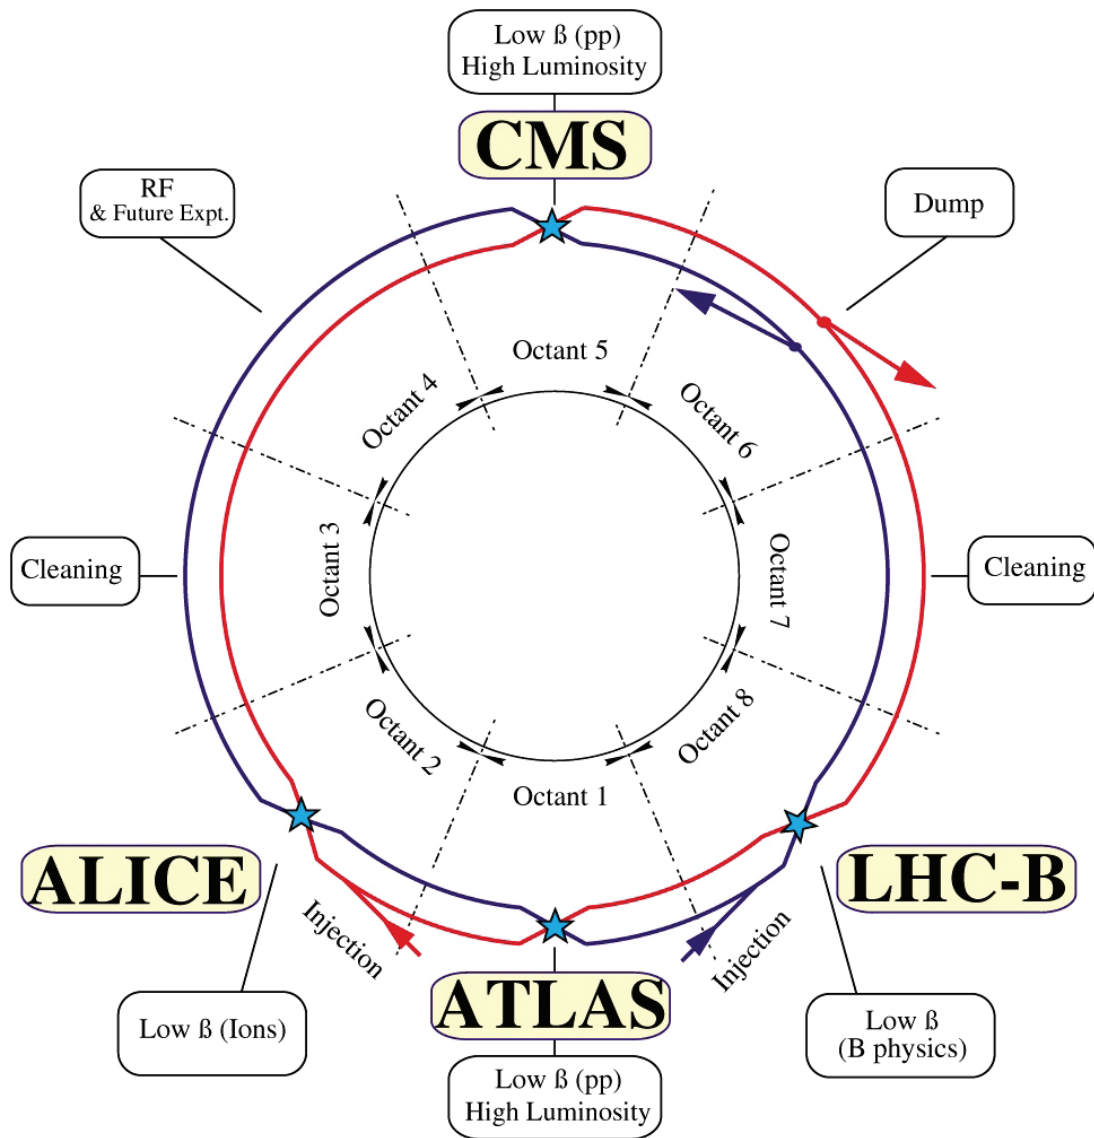 Low ß (pp)
High Luminosity
CMS
RF
& Future Expt.
Dump
Octant 5
Octant 4
Octant 6
Cleaning
Octant 3
Octant 7
Cleaning
Octant 2
Octant 8
Octant 1
ALICE
LHC-B
Injection
Injection
ATLAS
Low ß (Ions)
Low ß
(B physics)
Low ß (pp)
High Luminosity